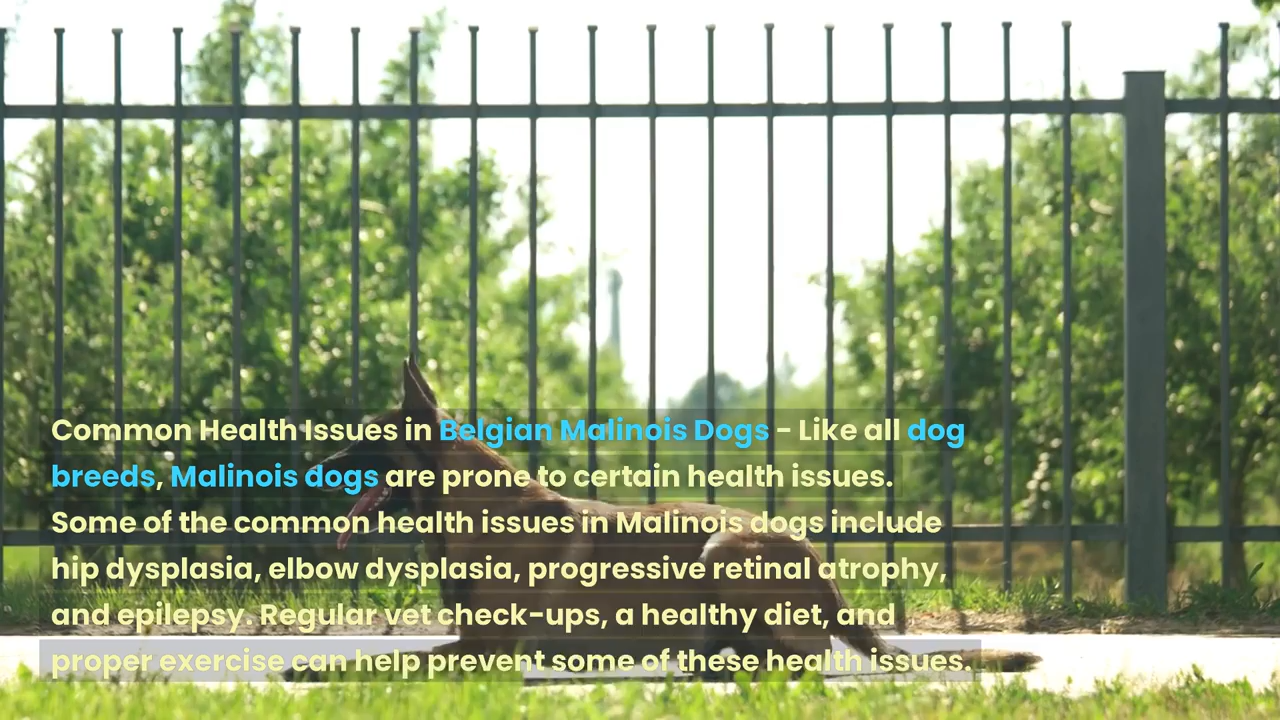 Common Health Issues in Belgian Malinois Dogs - Like all dog
breeds, Malinois dogs are prone to certain health issues.
Some of the common health issues in Malinois dogs include
hip dysplasia, elbow dysplasia, progressive retinal atrophy,
and epilepsy. Regular vet check-ups, a healthy diet, and
proper exercise can help prevent some of these health issues.